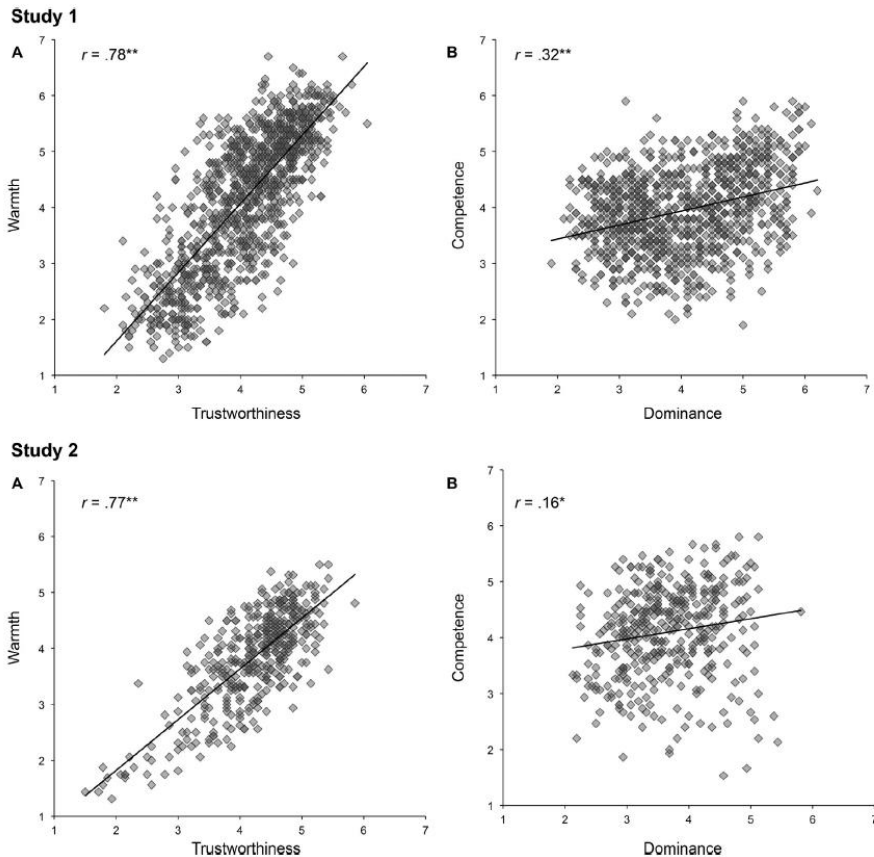 Study 1
A
r = .78**
7
6
5
4
3
2
1
Warmth
1 2 3 4 5 6 7
Trustworthiness
B
r = .32**
7
6
5
4
3
2
1
Competence
1 2 3 4 5 6 7
Dominance
Study 2
A
r = .77**
7
6
5
4
3
2
1
Warmth
1 2 3 4 5 6 7
Trustworthiness
B
r = .16*
7
6
5
4
3
2
1
Competence
1 2 3 4 5 6 7
Dominance